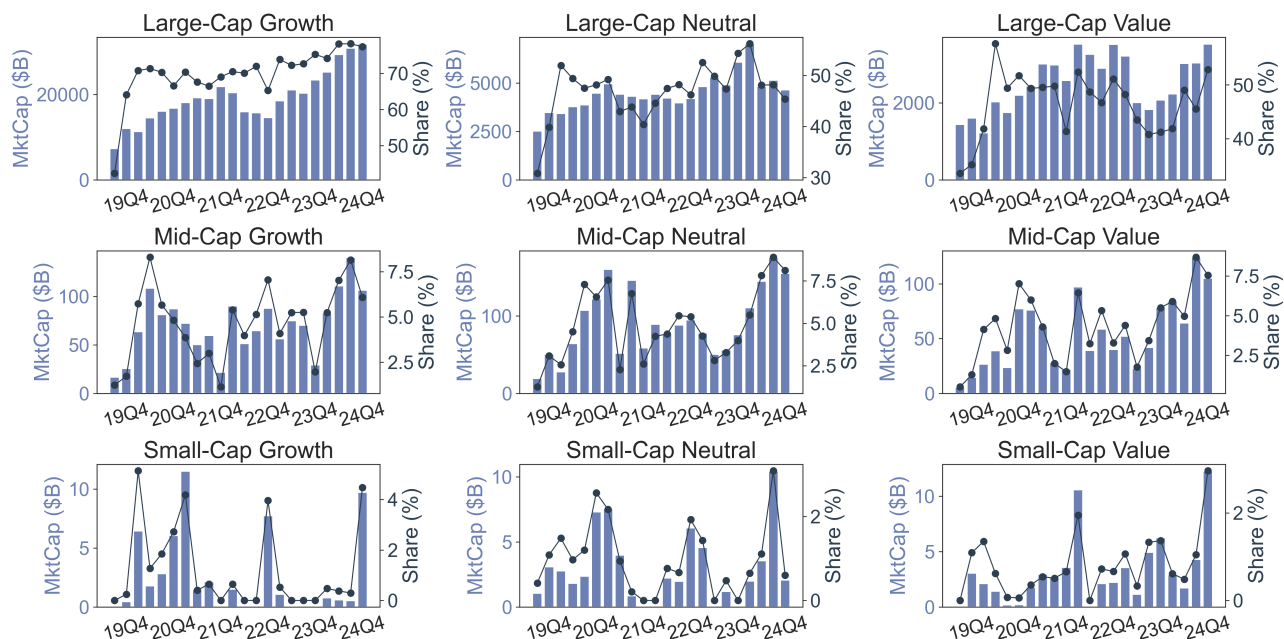 Large-Cap Growth
MktCap ($B)
20000
0
70
60
50
Share (%)
19Q4 20Q4 21Q4 22Q4 23Q4 24Q4
Large-Cap Neutral
MktCap ($B)
5000
2500
0
50
40
30
Share (%)
19Q4 20Q4 21Q4 22Q4 23Q4 24Q4
Large-Cap Value
MktCap ($B)
2000
0
50
40
Share (%)
19Q4 20Q4 21Q4 22Q4 23Q4 24Q4
Mid-Cap Growth
MktCap ($B)
100
50
0
7.5
5.0
2.5
Share (%)
19Q4 20Q4 21Q4 22Q4 23Q4 24Q4
Mid-Cap Neutral
MktCap ($B)
100
0
7.5
5.0
2.5
Share (%)
19Q4 20Q4 21Q4 22Q4 23Q4 24Q4
Mid-Cap Value
MktCap ($B)
100
50
0
7.5
5.0
2.5
Share (%)
19Q4 20Q4 21Q4 22Q4 23Q4 24Q4
Small-Cap Growth
MktCap ($B)
10
5
0
4
2
0
Share (%)
19Q4 20Q4 21Q4 22Q4 23Q4 24Q4
Small-Cap Neutral
MktCap ($B)
10
5
0
2
0
Share (%)
19Q4 20Q4 21Q4 22Q4 23Q4 24Q4
Small-Cap Value
MktCap ($B)
10
5
0
2
0
Share (%)
19Q4 20Q4 21Q4 22Q4 23Q4 24Q4